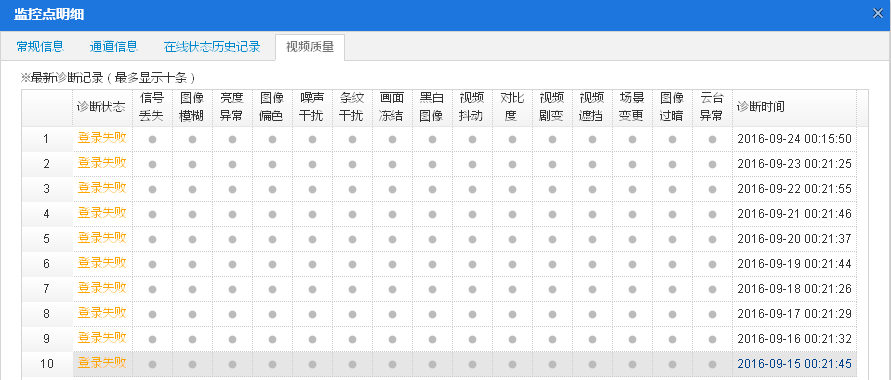 监控点明细
常规信息 通道信息 在线状态历史记录 视频质量
※最新诊断记录（最多显示十条）
诊断状态 信号丢失 图像模糊 亮度异常 图像偏色 噪声干扰 条纹干扰 画面冻结 黑白图像 视频抖动 对比度 视频剧变 视频遮挡 场景变更 图像过暗 云台异常 诊断时间
1 登录失败 2016-09-24 00:15:50
2 登录失败 2016-09-23 00:21:25
3 登录失败 2016-09-22 00:21:55
4 登录失败 2016-09-21 00:21:46
5 登录失败 2016-09-20 00:21:37
6 登录失败 2016-09-19 00:21:44
7 登录失败 2016-09-18 00:21:26
8 登录失败 2016-09-17 00:21:29
9 登录失败 2016-09-16 00:21:32
10 登录失败 2016-09-15 00:21:45